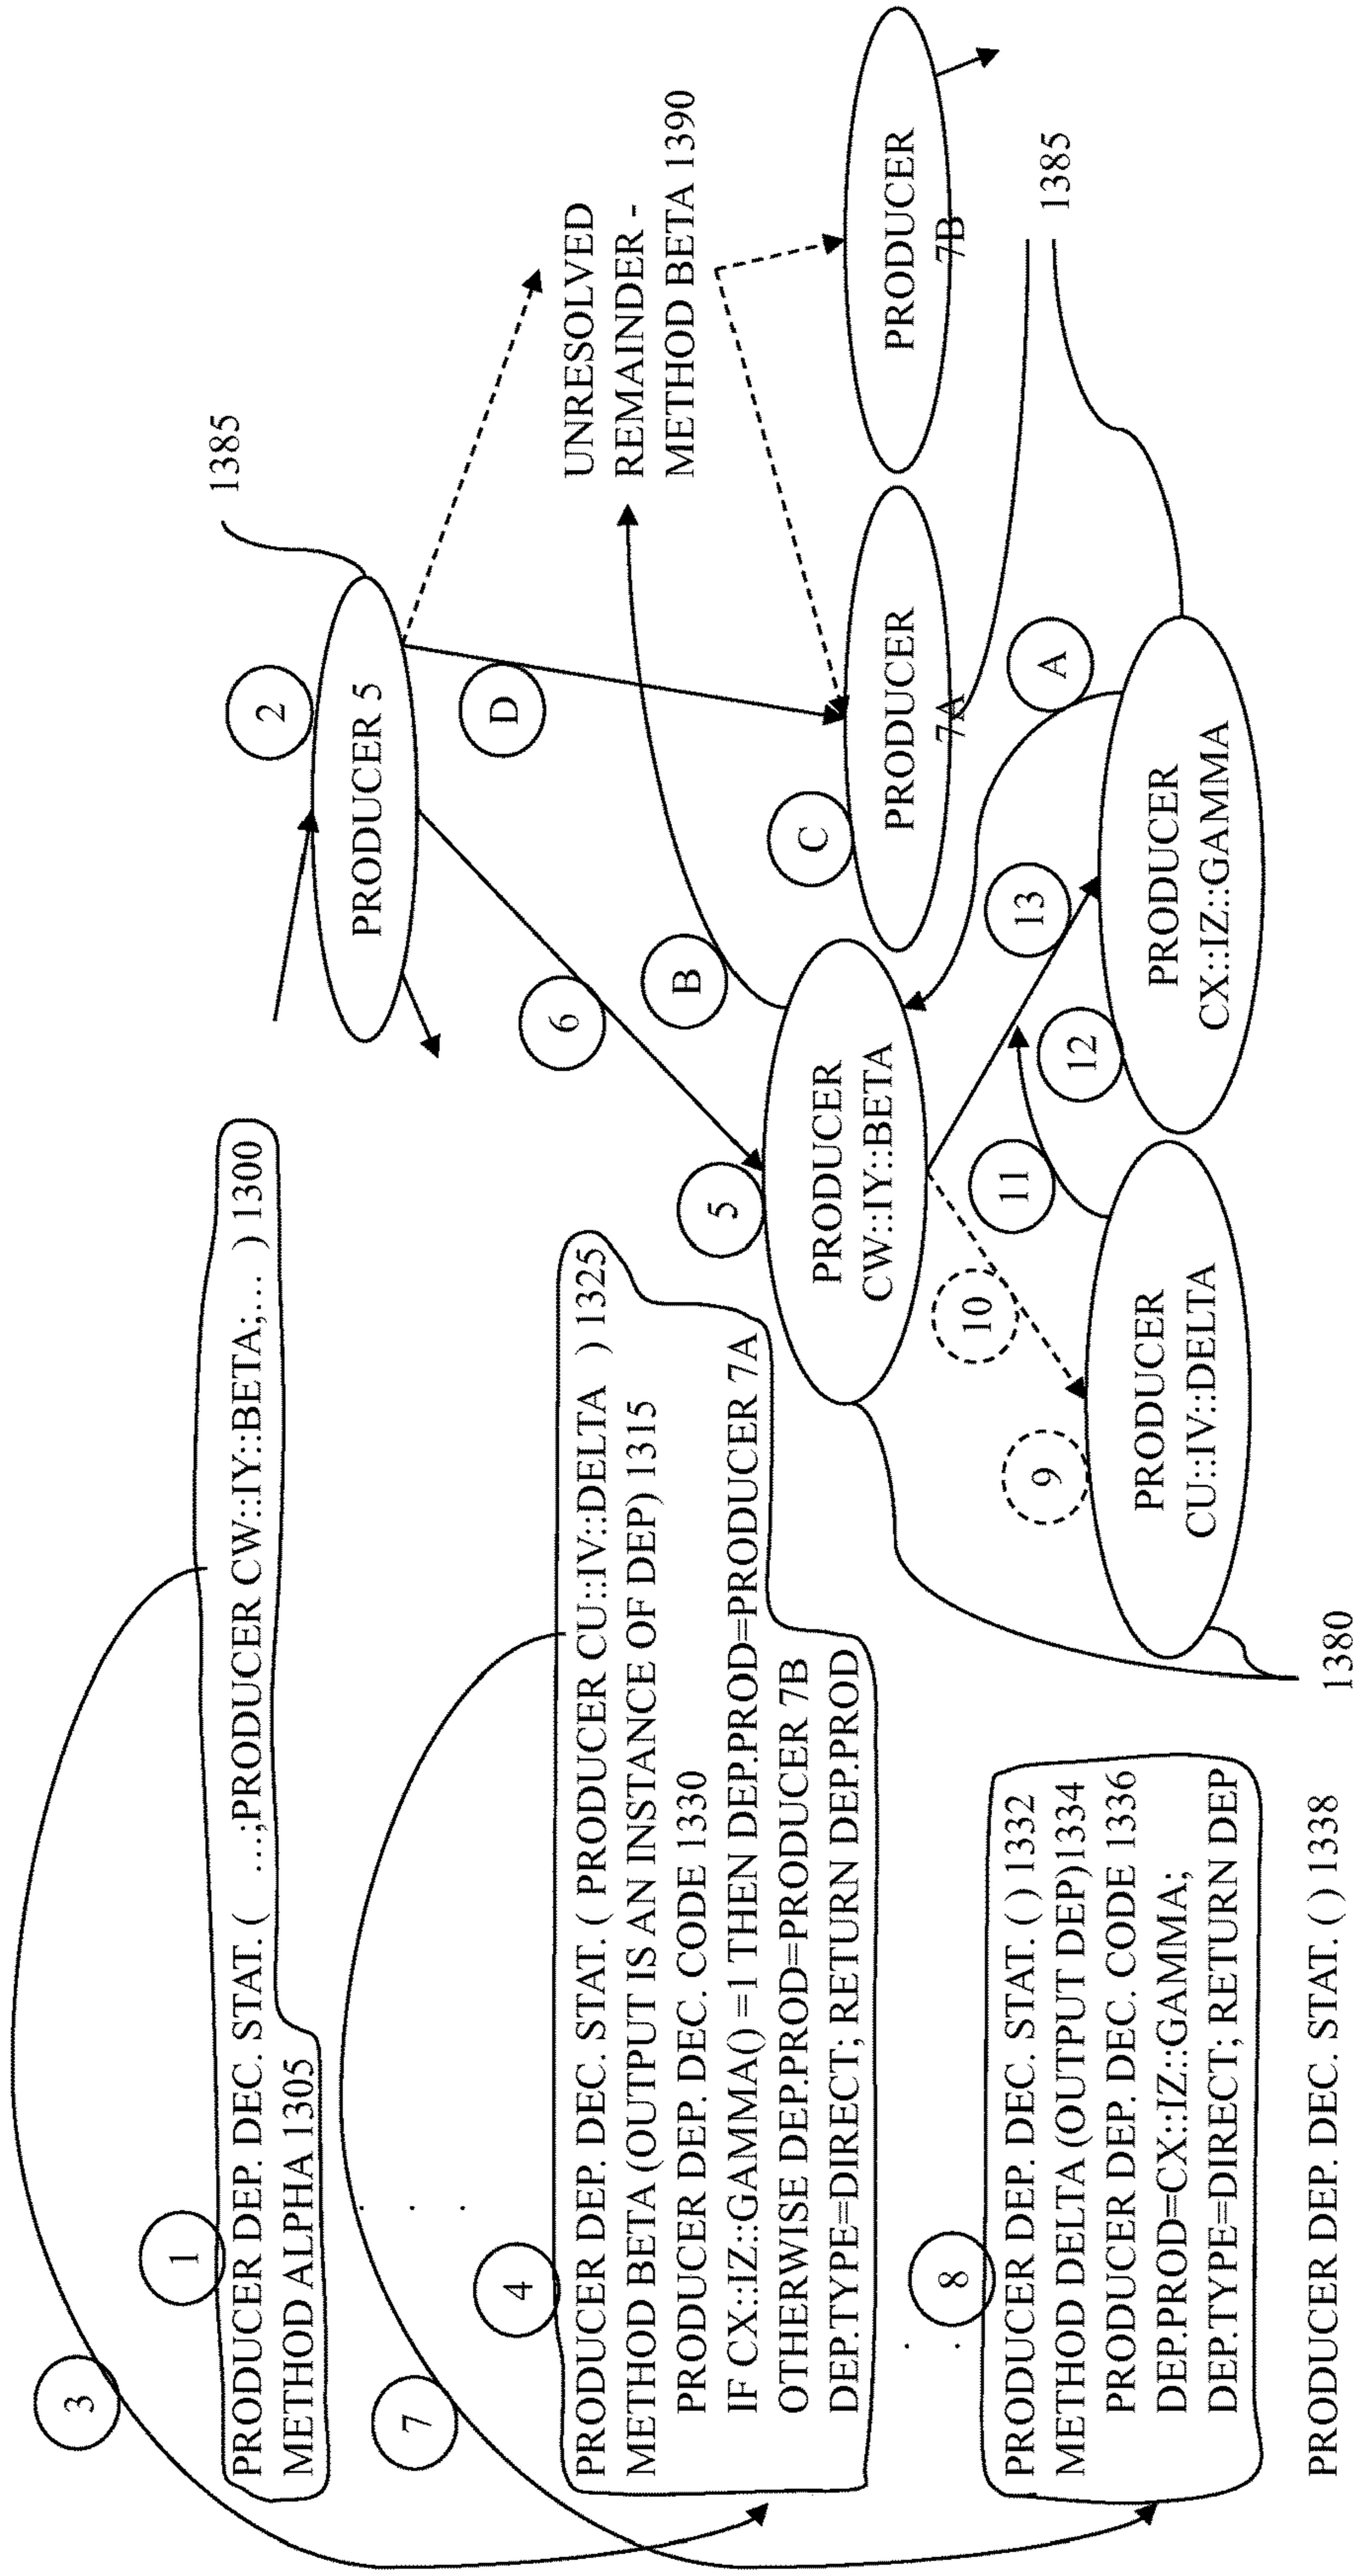 3
1
PRODUCER DEP. DEC. STAT. ( ...;PRODUCER CW::IY::BETA;... ) 1300
METHOD ALPHA 1305
7
4
PRODUCER DEP. DEC. STAT. ( PRODUCER CU::IV::DELTA ) 1325
METHOD BETA (OUTPUT IS AN INSTANCE OF DEP) 1315
PRODUCER DEP. DEC. CODE 1330
IF CX::IZ::GAMMA() =1 THEN DEP.PROD=PRODUCER 7A
OTHERWISE DEP.PROD=PRODUCER 7B
DEP.TYPE=DIRECT; RETURN DEP.PROD
8
PRODUCER DEP. DEC. STAT. ( ) 1332
METHOD DELTA (OUTPUT DEP)1334
PRODUCER DEP. DEC. CODE 1336
DEP.PROD=CX::IZ::GAMMA;
DEP.TYPE=DIRECT; RETURN DEP
PRODUCER DEP. DEC. STAT. ( ) 1338
2
1385
PRODUCER 5
D
6
B
UNRESOLVED
REMAINDER -
METHOD BETA 1390
5
PRODUCER
CW::IY::BETA
C
PRODUCER
7A
PRODUCER
7B
10
11
13
A
1385
9
12
PRODUCER
CU::IV::DELTA
PRODUCER
CX::IZ::GAMMA
1380